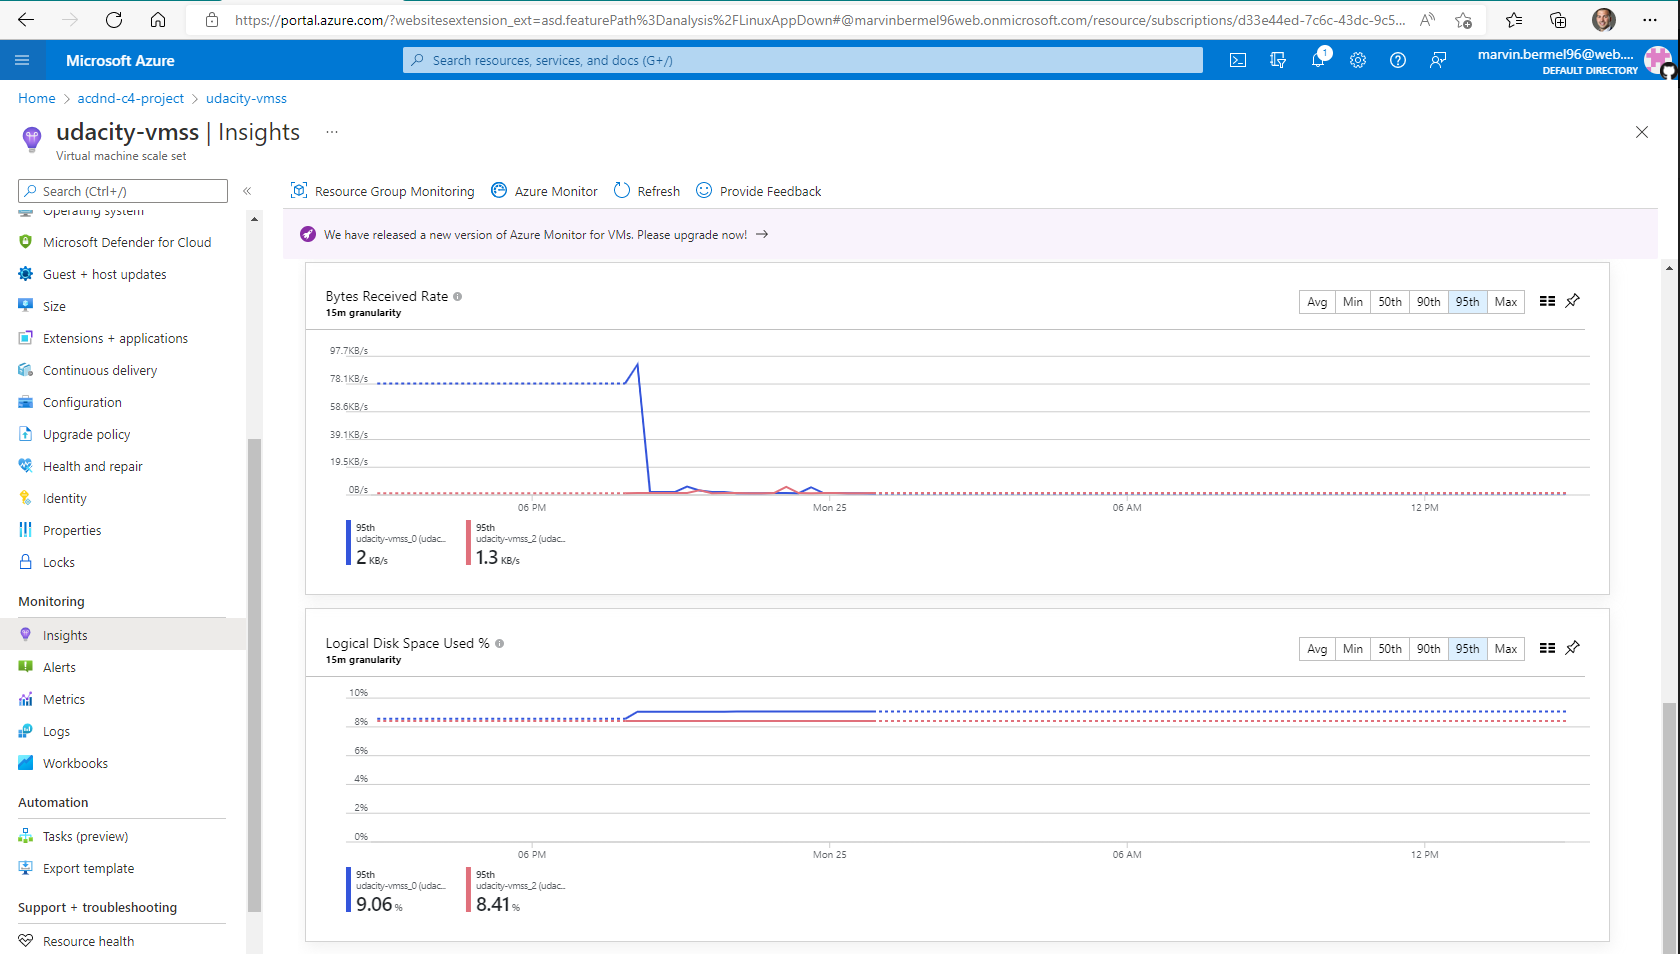 https://portal.azure.com/?websitesextension_ext=asd.featurePath%3Danalysis%2FLinuxAppDown#@marvinbermel96web.onmicrosoft.com/resource/subscriptions/d33e44ed-7c6c-43dc-9c5...
Microsoft Azure
Search resources, services, and docs (G+/)
1
marvin.bermel96@web....
DEFAULT DIRECTORY
Home > acdnd-c4-project > udacity-vmss
udacity-vmss | Insights ...
Virtual machine scale set
Search (Ctrl+/)
Operating system
Microsoft Defender for Cloud
Guest + host updates
Size
Extensions + applications
Continuous delivery
Configuration
Upgrade policy
Health and repair
Identity
Properties
Locks
Monitoring
Insights
Alerts
Metrics
Logs
Workbooks
Automation
Tasks (preview)
Export template
Support + troubleshooting
Resource health
Resource Group Monitoring Azure Monitor Refresh Provide Feedback
We have released a new version of Azure Monitor for VMs. Please upgrade now! →
Bytes Received Rate
15m granularity
Avg Min 50th 90th 95th Max
97.7KB/s
78.1KB/s
58.6KB/s
39.1KB/s
19.5KB/s
0B/s
06 PM Mon 25 06 AM 12 PM
95th
udacity-vmss_0 (udac...
2 KB/s
95th
udacity-vmss_2 (udac...
1.3 KB/s
Logical Disk Space Used %
15m granularity
Avg Min 50th 90th 95th Max
10%
8%
6%
4%
2%
0%
06 PM Mon 25 06 AM 12 PM
95th
udacity-vmss_0 (udac...
9.06 %
95th
udacity-vmss_2 (udac...
8.41 %